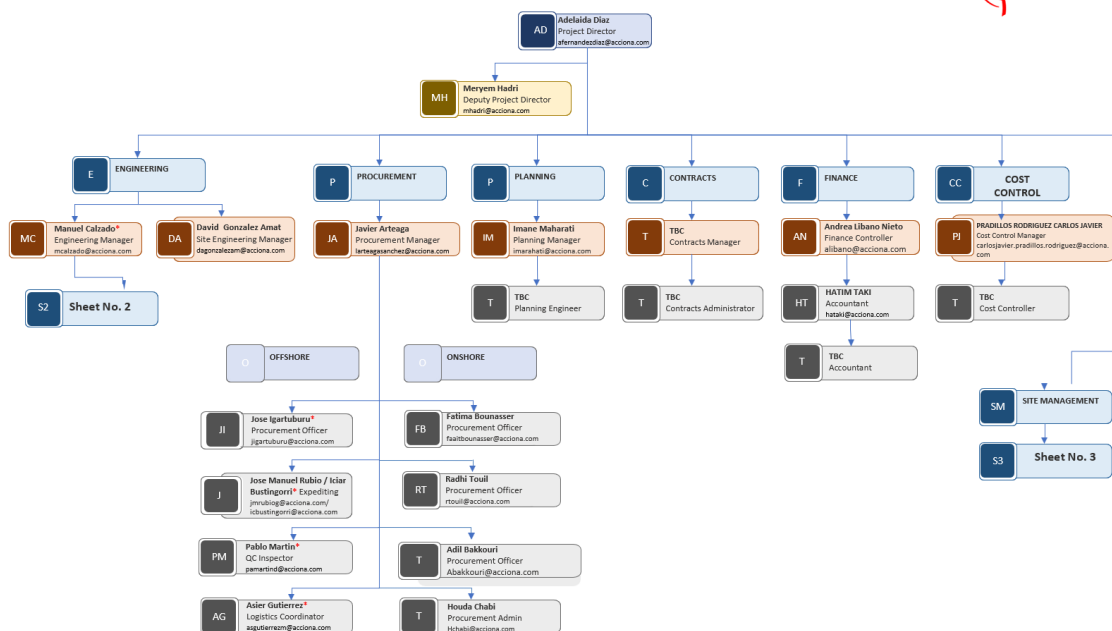 AD
Adelaida Diaz
Project Director
afernandezdiaz@acciona.com
MH
Meryem Hadri
Deputy Project Director
mhadri@acciona.com
E
ENGINEERING
P
PROCUREMENT
P
PLANNING
C
CONTRACTS
F
FINANCE
CC
COST
CONTROL
MC
Manuel Calzado*
Engineering Manager
mcalzado@acciona.com
DA
David Gonzalez Amat
Site Engineering Manager
dagonzalezam@acciona.com
JA
Javier Arteaga
Procurement Manager
larteagasanchez@acciona.com
IM
Imane Maharati
Planning Manager
imarahati@acciona.com
T
TBC
Contracts Manager
AN
Andrea Libano Nieto
Finance Controller
alibano@acciona.com
PJ
PRADILLOS RODRIGUEZ CARLOS JAVIER
Cost Control Manager
carlosjavier.pradillos.rodriguez@acciona.
com
S2
Sheet No. 2
T
TBC
Planning Engineer
T
TBC
Contracts Administrator
HT
HATIM TAKI
Accountant
hataki@acciona.com
T
TBC
Cost Controller
T
TBC
Accountant
O
OFFSHORE
O
ONSHORE
SM
SITE MANAGEMENT
S3
Sheet No. 3
JI
Jose Igartuburu*
Procurement Officer
jigartuburu@acciona.com
FB
Fatima Bounasser
Procurement Officer
faaitbounasser@acciona.com
J
Jose Manuel Rubio / Iciar
Bustingorri* Expediting
jmrubiog@acciona.com/
icbustingorri@acciona.com
RT
Radhi Touil
Procurement Officer
rtouil@acciona.com
PM
Pablo Martin*
QC Inspector
pamartind@acciona.com
T
Adil Bakkouri
Procurement Officer
Abakkouri@acciona.com
AG
Asier Gutierrez*
Logistics Coordinator
asgutierrezm@acciona.com
T
Houda Chabi
Procurement Admin
Hchabi@acciona.com